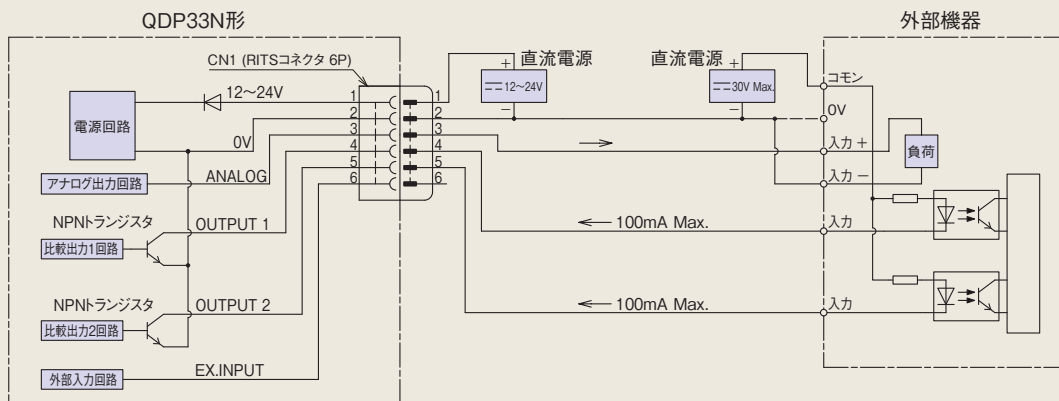 QDP33N形
外部機器
CN1 (RITSコネクタ 6P)
直流電源
直流電源
+
+
コモン
12〜24V
12〜24V
30V Max.
電源回路
1
2
3
4
5
6
1
2
3
4
5
6
−
−
0V
0V
入力 +
負荷
アナログ出力回路
ANALOG
入力 −
NPNトランジスタ
OUTPUT 1
100mA Max.
入力
比較出力1回路
NPNトランジスタ
OUTPUT 2
100mA Max.
入力
比較出力2回路
外部入力回路
EX.INPUT